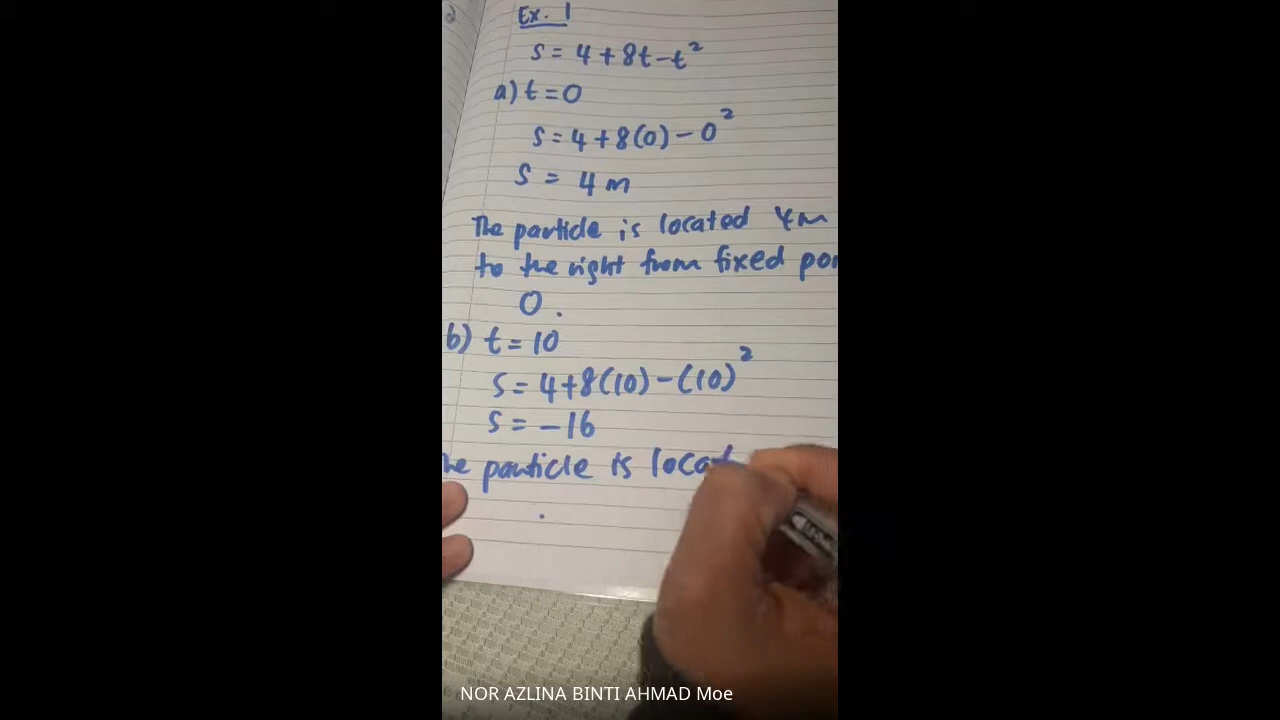 Ex. 1
s = 4 + 8t - t²
a) t = 0
s = 4 + 8(0) - 0²
s = 4 m
The particle is located 4m
to the right from fixed poi
O.
b) t = 10
s = 4 + 8(10) - (10)²
s = -16
he particle is locat
NOR AZLINA BINTI AHMAD Moe